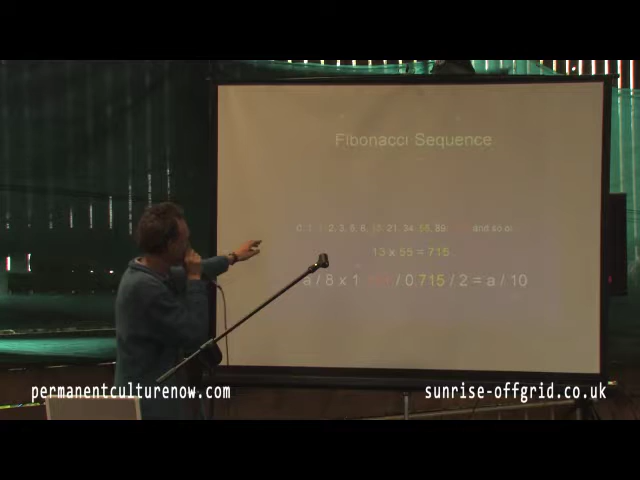 Fibonacci Sequence
1, 2, 3, 5, 8, 13, 21, 34, 55, 89, and so on
13 x 55 = 715
a / 8 x 1 / 0.715 / 2 = a / 10
permanentculturenow.com
sunrise-offgrid.co.uk